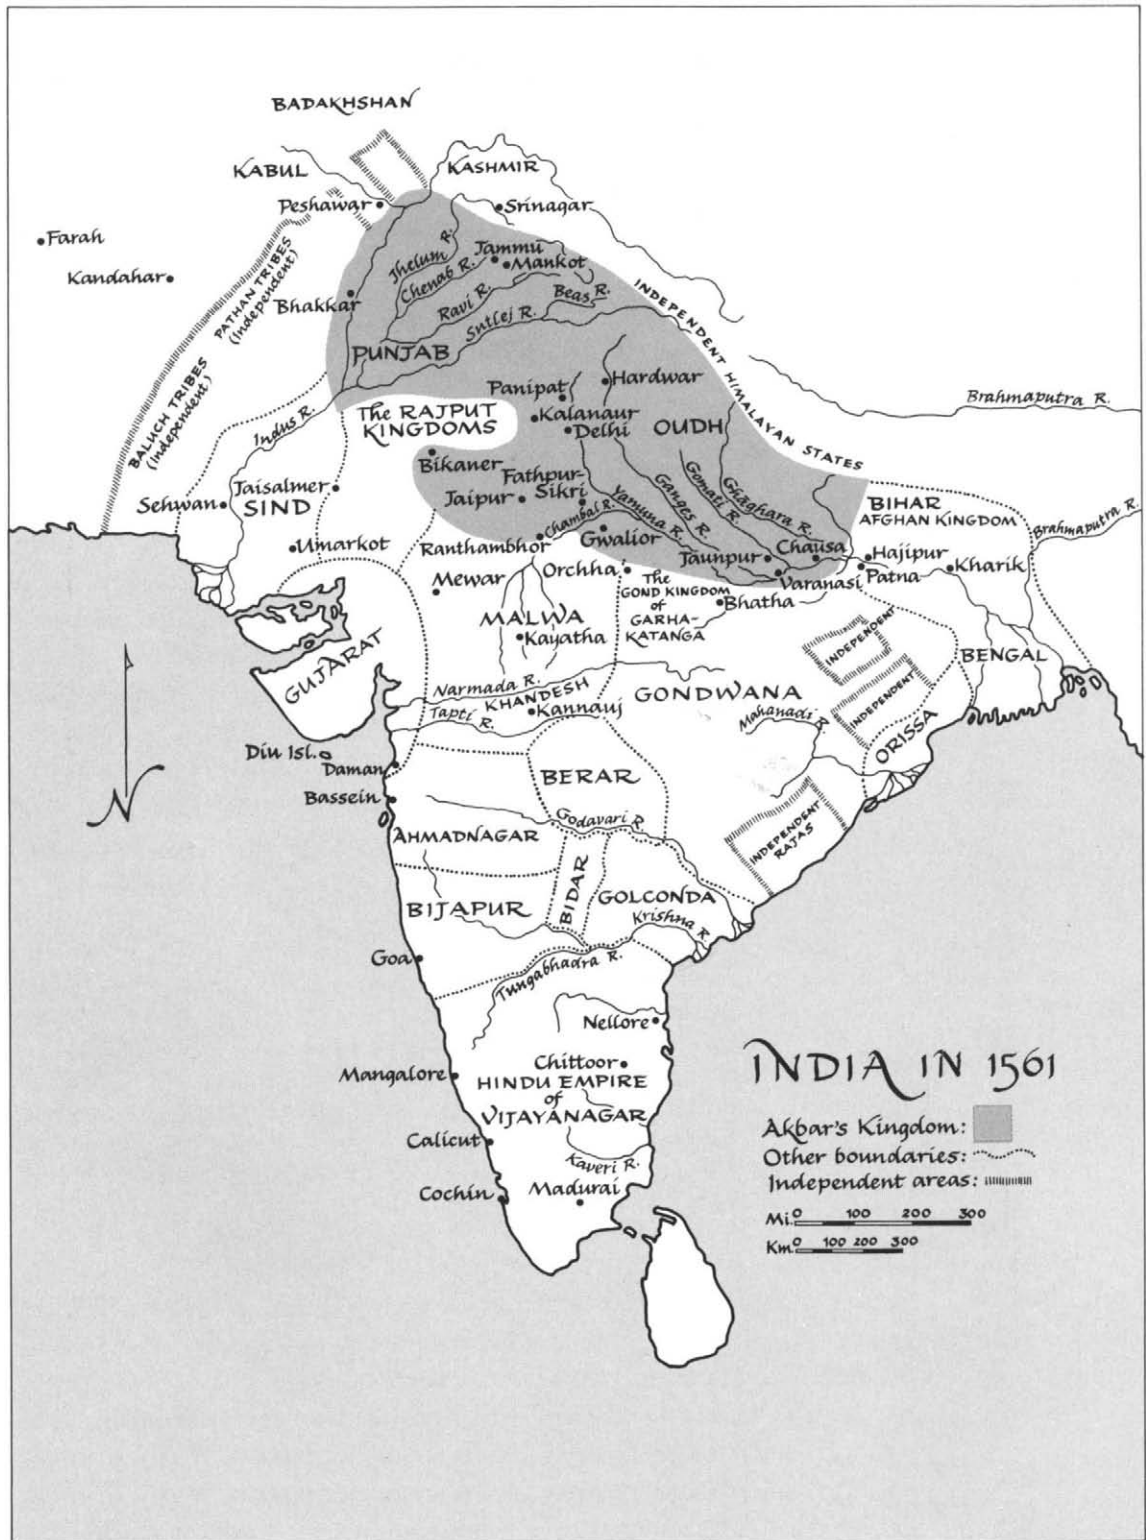 BADAKHSHAN
KABUL
KASHMIR
Peshawar
Srinagar
Farah
Kandahar
PATHAN TRIBES
(Independent)
Jhelum R.
Jammu
Mankot
Chenab R.
Bhakkar
Ravi R.
Beas R.
Sutlej R.
INDEPENDENT HIMALAYAN STATES
PUNJAB
BALUCH TRIBES
(Independent)
Panipat
Hardwar
Brahmaputra R.
Indus R.
The RAJPUT
KINGDOMS
Kalanaur
Delhi
OUDH
Bikaner
Fathpur-
Sikri
Jaipur
Sehwan
Jaisalmer
SIND
Yamuna R.
Ganges R.
Gomati R.
Ghaghara R.
BIHAR
AFGHAN KINGDOM
Brahmaputra R.
Umarkot
Ranthambhor
Chambal R.
Gwalior
Jaunpur
Chausa
Hajipur
Mewar
Orchha
Varanasi
Patna
Kharik
The
GOND KINGDOM
of
GARHA-
KATANGA
Bhatha
MALWA
Kayatha
INDEPENDENT
BENGAL
GUJARAT
Narmada R.
KHANDESH
GONDWANA
INDEPENDENT
Tapti R.
Kannauj
Mahanadi R.
ORISSA
Diu Isl.
Daman
Bassein
BERAR
AHMADNAGAR
Godavari R.
INDEPENDENT
RAJAS
BIJAPUR
BIDAR
GOLCONDA
Krishna R.
Goa
Tungabhadra R.
Nellore
Mangalore
Chittoor
HINDU EMPIRE
of
VIJAYANAGAR
Calicut
Kaveri R.
Cochin
Madurai
N
INDIA IN 1561
Akbar's Kingdom:
Other boundaries:
Independent areas:
Mi. 0 100 200 300
Km. 0 100 200 300